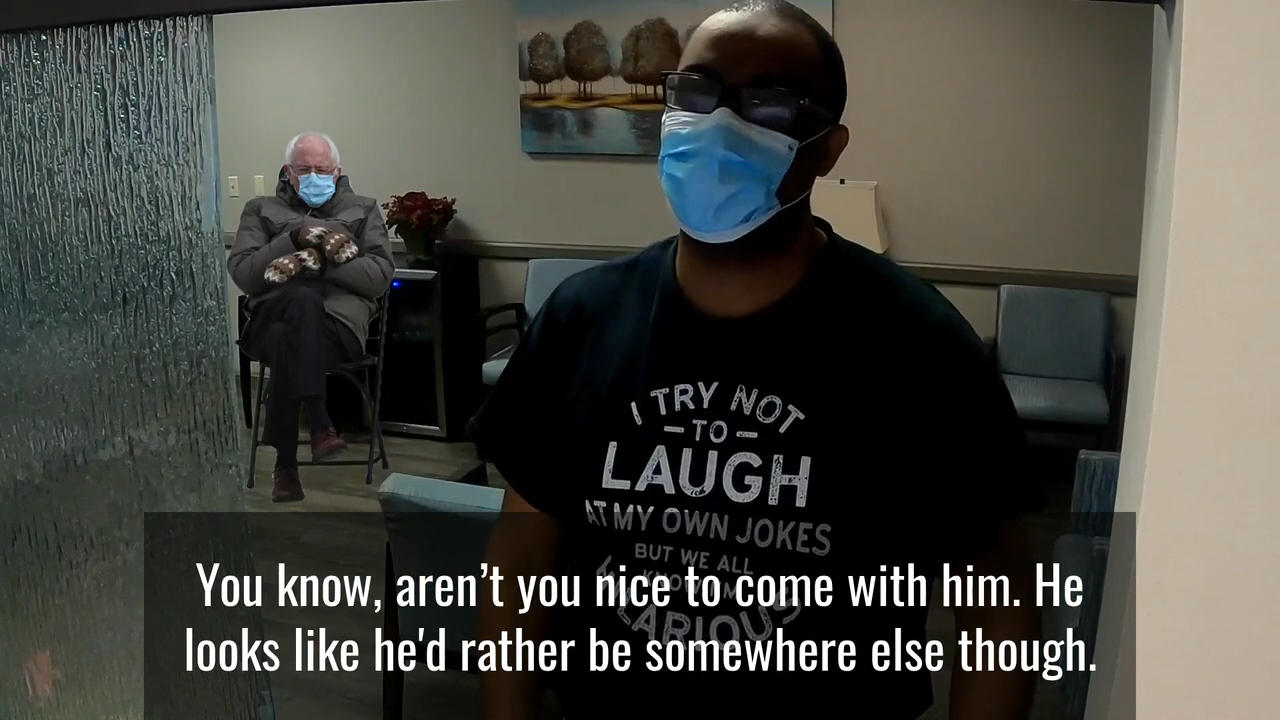 I TRY NOT
TO
LAUGH
AT MY OWN JOKES
BUT WE ALL
You know, aren’t you nice to come with him. He
looks like he'd rather be somewhere else though.